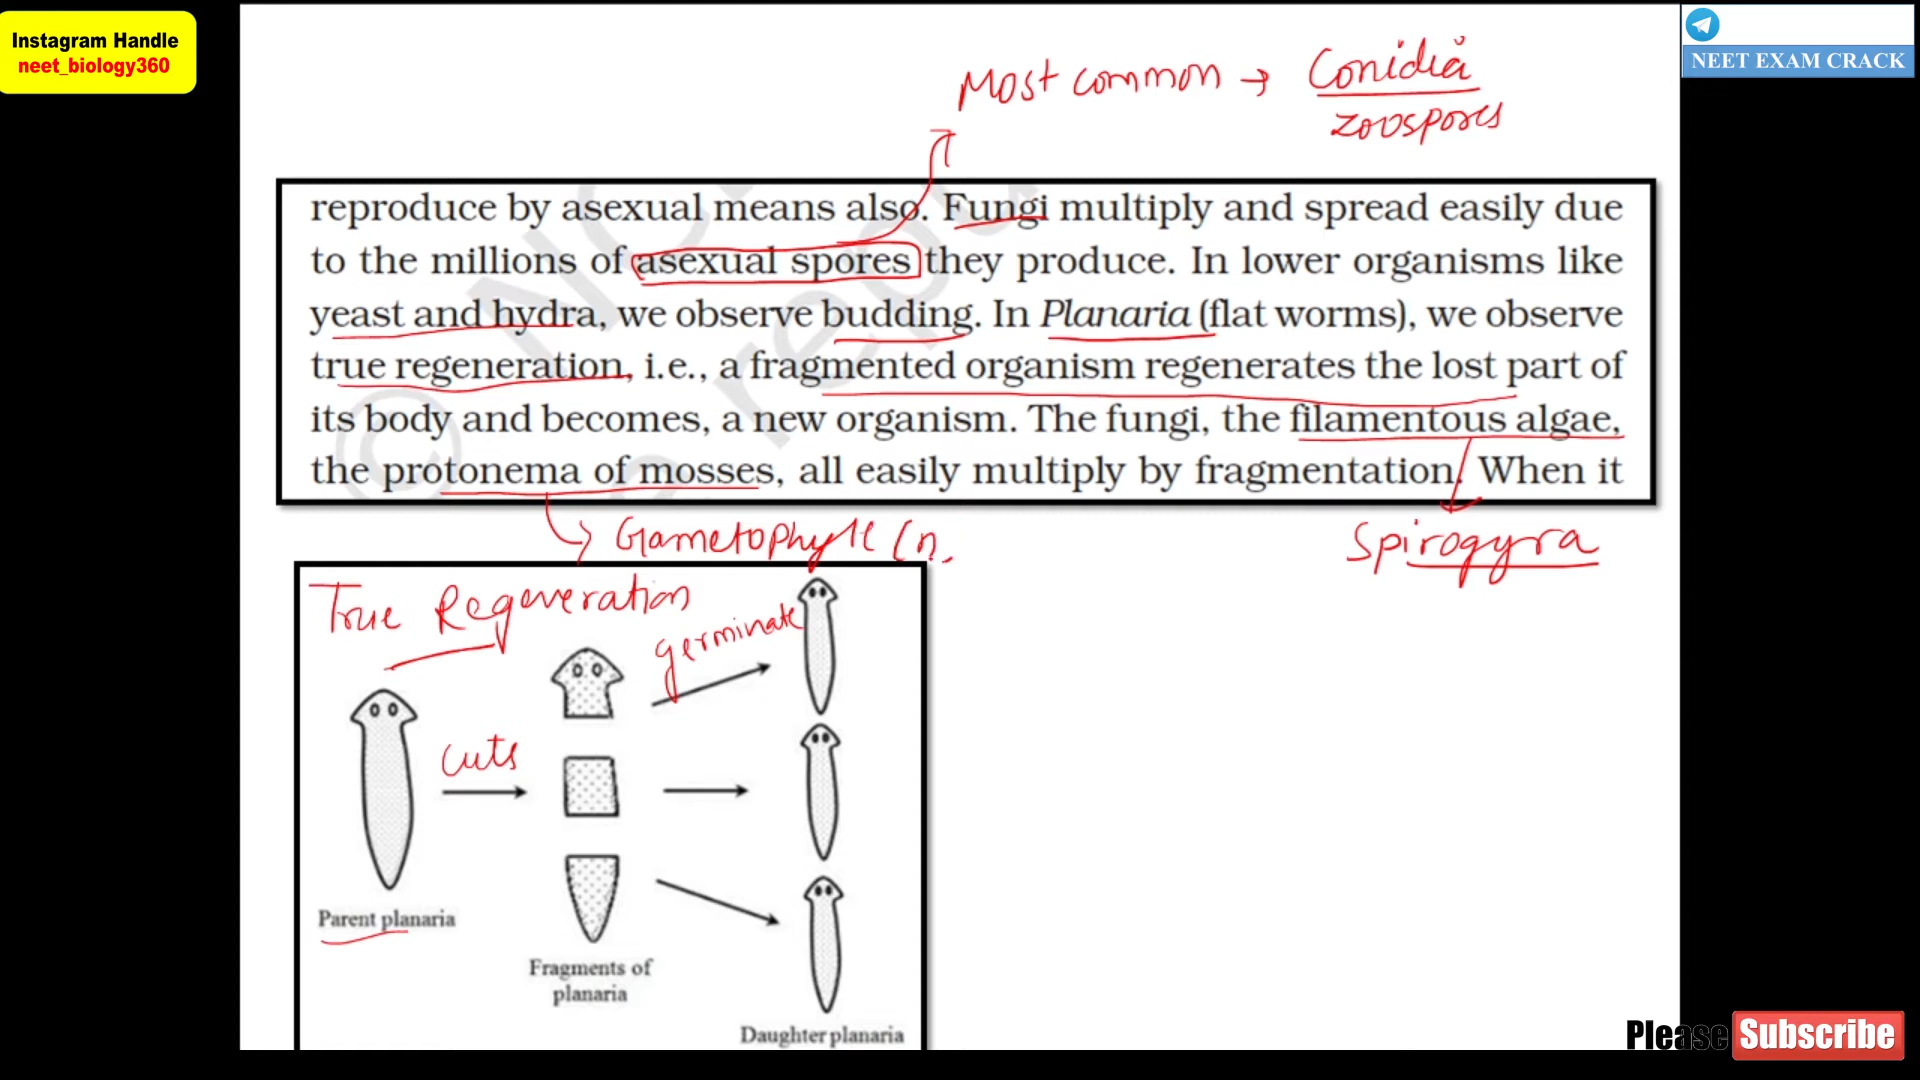 Instagram Handle
neet_biology360
NEET EXAM CRACK
Most common → Conidia
zoospores
reproduce by asexual means also. Fungi multiply and spread easily due
to the millions of asexual spores they produce. In lower organisms like
yeast and hydra, we observe budding. In Planaria (flat worms), we observe
true regeneration, i.e., a fragmented organism regenerates the lost part of
its body and becomes, a new organism. The fungi, the filamentous algae,
the protonema of mosses, all easily multiply by fragmentation. When it
Gametophyte (n,
Spirogyra
True Regeneration
germinate
cuts
Parent planaria
Fragments of
planaria
Daughter planaria
Please Subscribe